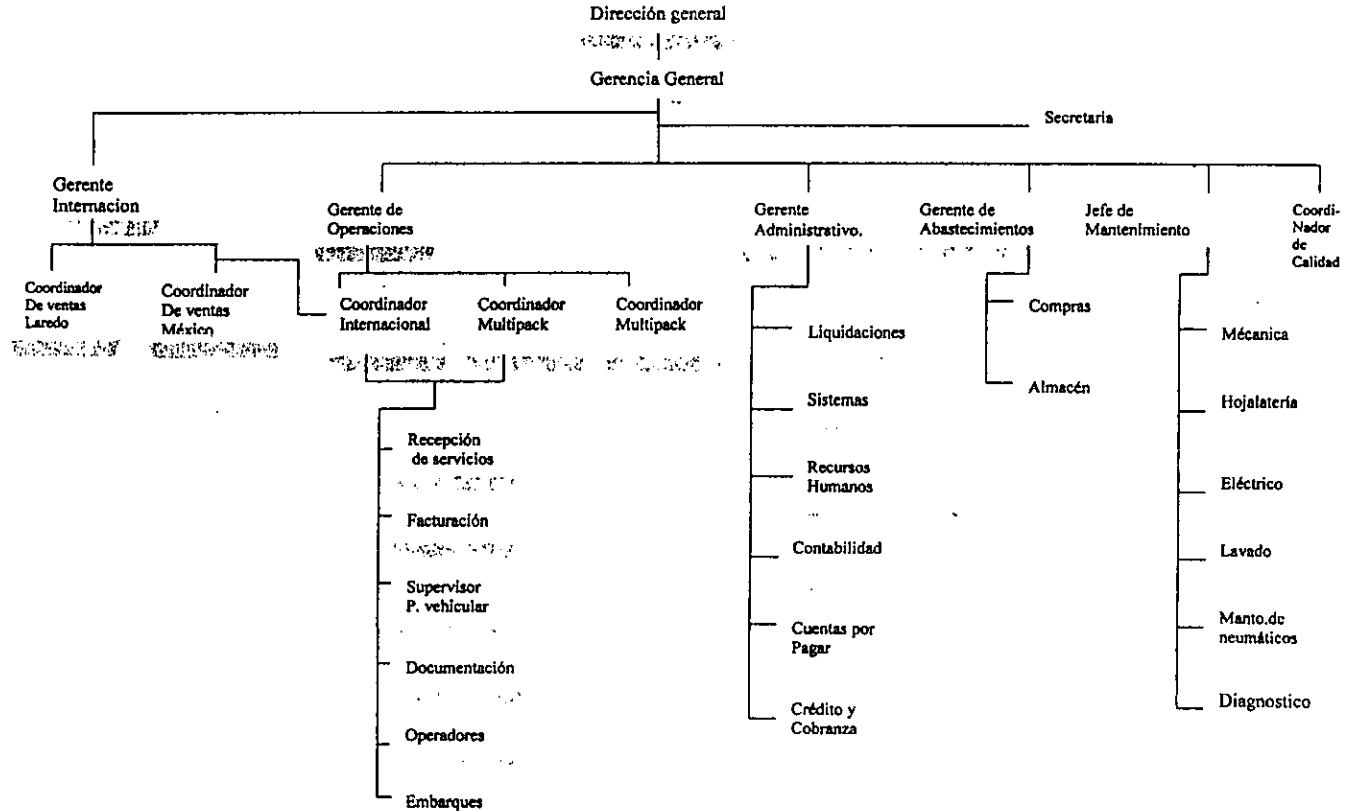 Dirección general
Gerencia General
Secretaria
Gerente
Internacion
Gerente de
Operaciones
Gerente
Administrativo.
Gerente de
Abastecimientos
Jefe de
Mantenimiento
Coordi-
Nador
de
Calidad
Coordinador
De ventas
Laredo
Coordinador
De ventas
México
Coordinador
Internacional
Coordinador
Multipack
Coordinador
Multipack
Recepción
de servicios
Facturación
Supervisor
P. vehicular
Documentación
Operadores
Embarques
Liquidaciones
Sistemas
Recursos
Humanos
Contabilidad
Cuentas por
Pagar
Crédito y
Cobranza
Compras
Almacén
Mécanica
Hojalatería
Eléctrico
Lavado
Manto.de
neumáticos
Diagnostico